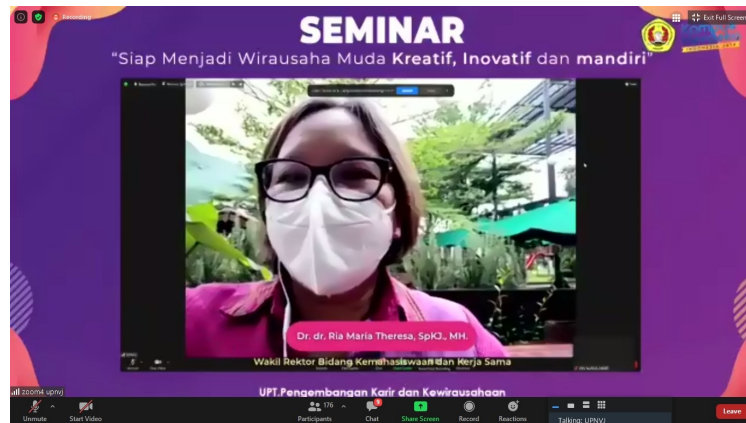 Recording
Exit Full Screen
SEMINAR
"Siap Menjadi Wirausaha Muda Kreatif, Inovatif dan mandiri"
Dr. dr. Ria Maria Theresa, SpKJ., MH.
Wakil Rektor Bidang Kemahasiswaan dan Kerja Sama
zoom4 upnvj
UPT.Pengembangan Karir dan Kewirausahaan
Unmute
Start Video
176
Participants
9
Chat
Share Screen
Record
Reactions
Talking: UPNVJ
Leave